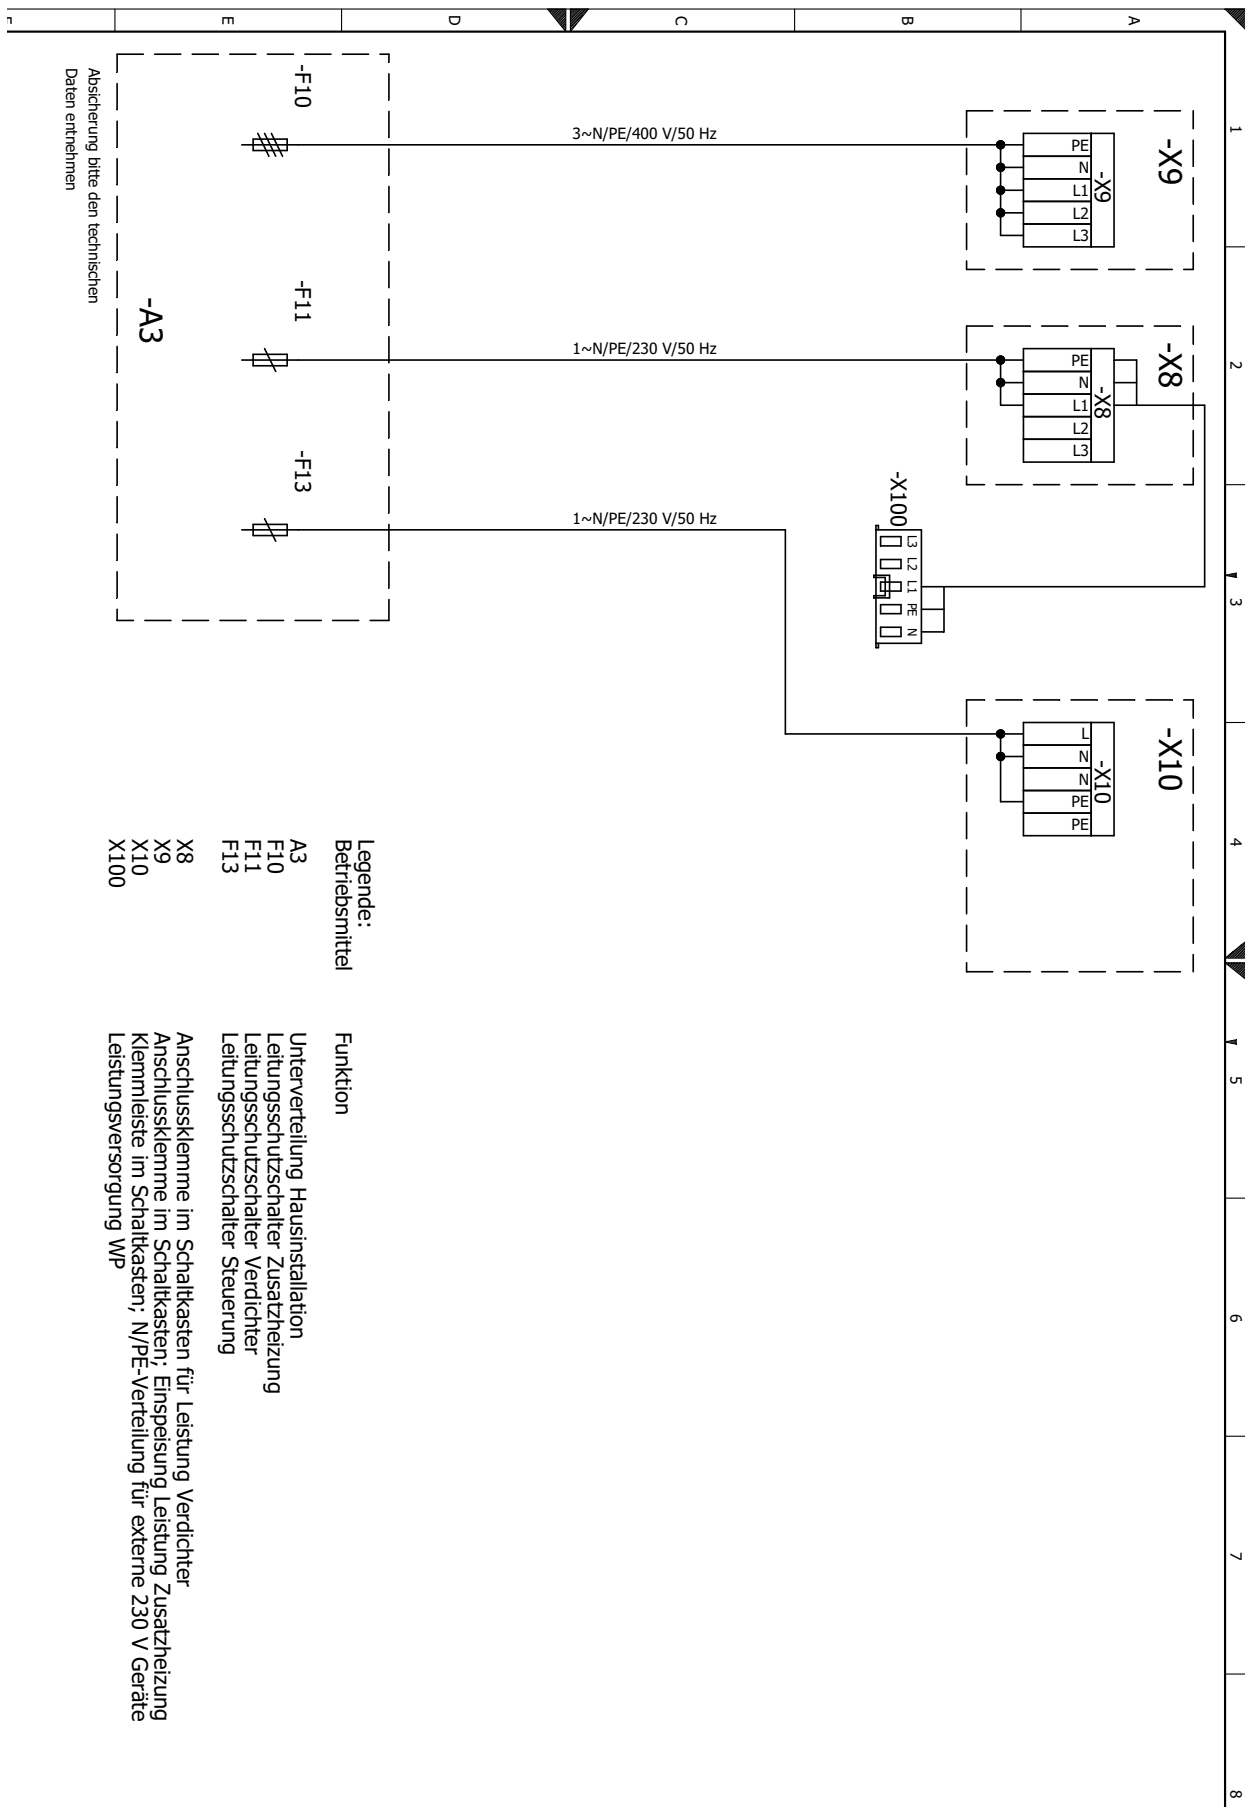 1
2
3
4
5
6
7
8
A
B
C
D
E
-X9
-X9
PE
N
L1
L2
L3
-X8
-X8
PE
N
L1
L2
L3
-X10
-X10
L
N
N
PE
PE
-X100
L3
L2
L1
PE
N
3~N/PE/400 V/50 Hz
1~N/PE/230 V/50 Hz
1~N/PE/230 V/50 Hz
-F10
-F11
-F13
-A3
Absicherung bitte den technischen
Daten entnehmen
Legende:
Betriebsmittel Funktion
A3 Unterverteilung Hausinstallation
F10 Leitungsschutzschalter Zusatzheizung
F11 Leitungsschutzschalter Verdichter
F13 Leitungsschutzschalter Steuerung
X8 Anschlussklemme im Schaltkasten für Leistung Verdichter
X9 Anschlussklemme im Schaltkasten; Einspeisung Leistung Zusatzheizung
X10 Klemmleiste im Schaltkasten; N/PE-Verteilung für externe 230 V Geräte
X100 Leistungsversorgung WP